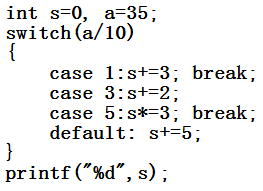 int s=0, a=35;
switch(a/10)
{
    case 1:s+=3; break;
    case 3:s+=2;
    case 5:s*=3; break;
    default: s+=5;
}
printf("%d",s);